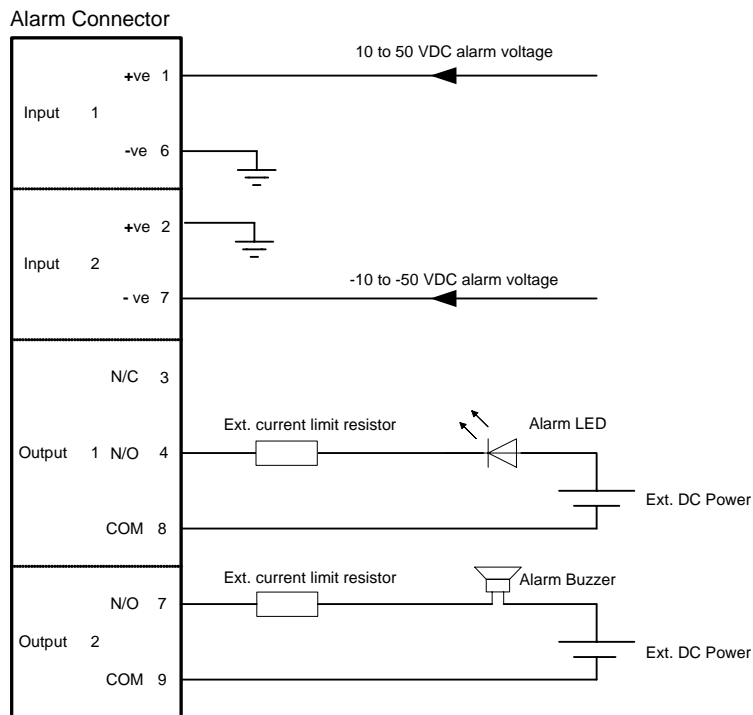 Alarm Connector
+ve 1
10 to 50 VDC alarm voltage
Input 1
-ve 6
+ve 2
Input 2
- ve 7
-10 to -50 VDC alarm voltage
N/C 3
Ext. current limit resistor
Alarm LED
Output 1 N/O 4
Ext. DC Power
COM 8
Ext. current limit resistor
Alarm Buzzer
N/O 7
Output 2
Ext. DC Power
COM 9